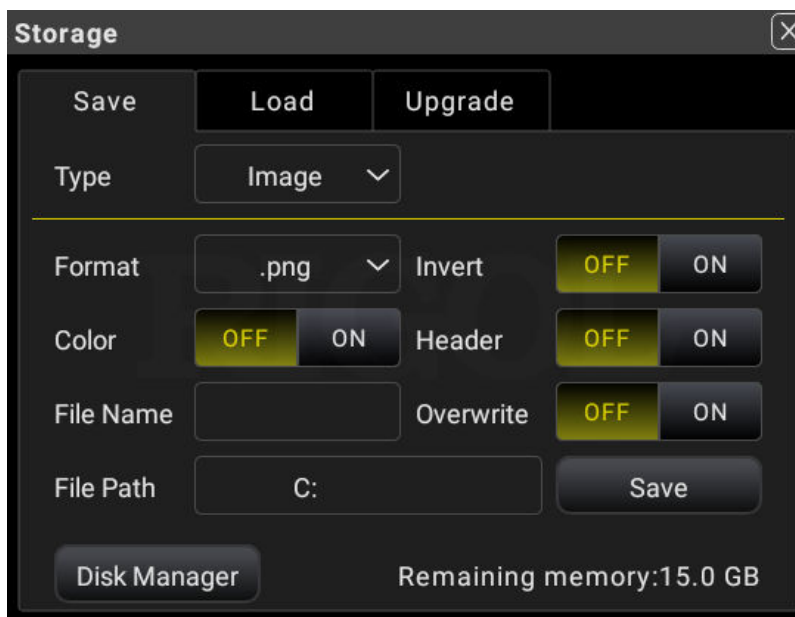 Storage
Save Load Upgrade
Type Image
Format .png Invert OFF ON
Color OFF ON Header OFF ON
File Name Overwrite OFF ON
File Path C: Save
Disk Manager Remaining memory:15.0 GB
RIGOL